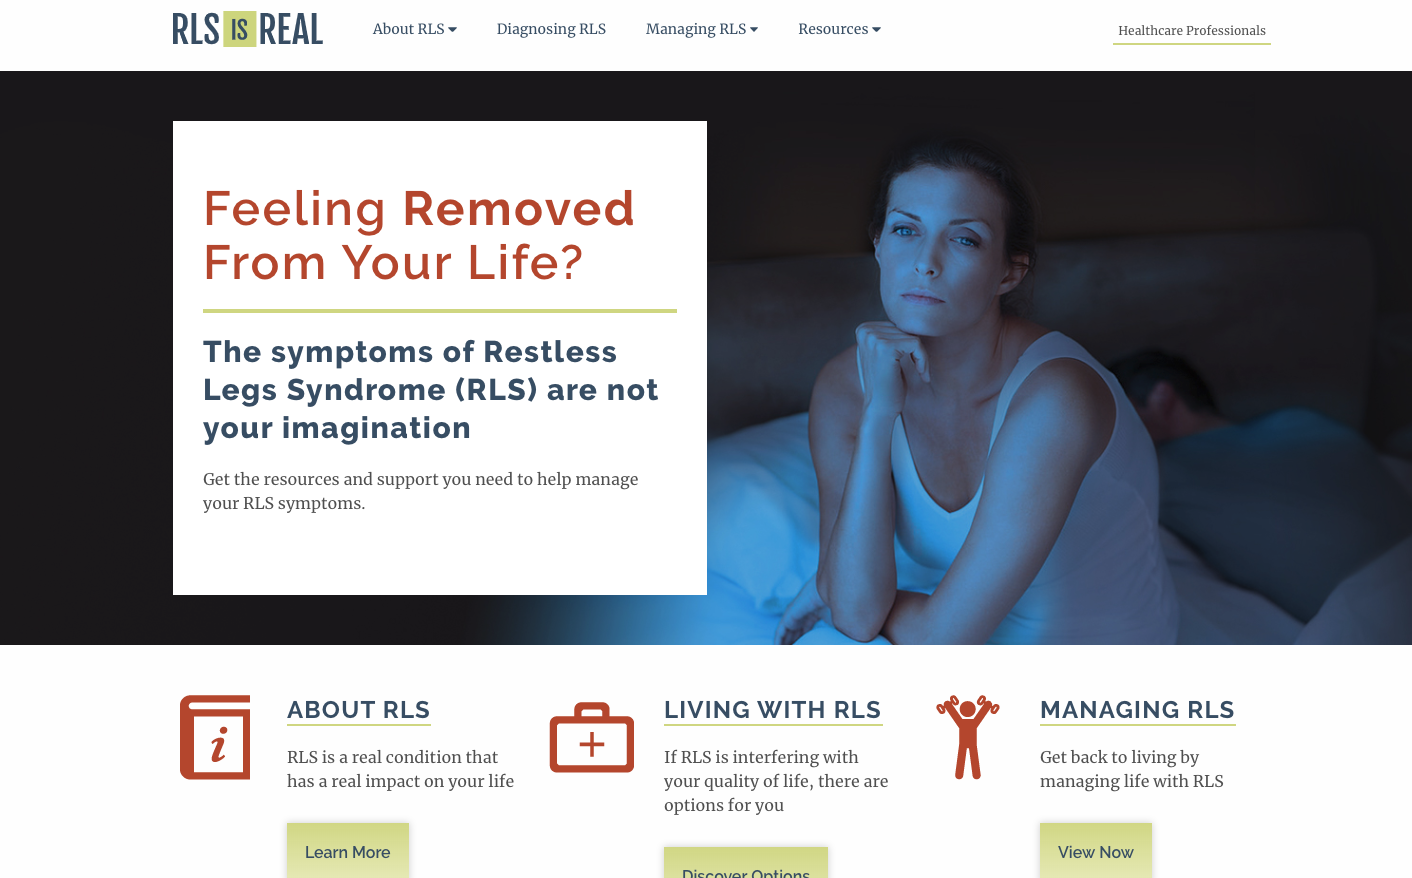 RLS IS REAL
About RLS
Diagnosing RLS
Managing RLS
Resources
Healthcare Professionals
Feeling Removed
From Your Life?
The symptoms of Restless
Legs Syndrome (RLS) are not
your imagination
Get the resources and support you need to help manage
your RLS symptoms.
i
ABOUT RLS
RLS is a real condition that
has a real impact on your life
Learn More
LIVING WITH RLS
If RLS is interfering with
your quality of life, there are
options for you
Discover Options
MANAGING RLS
Get back to living by
managing life with RLS
View Now